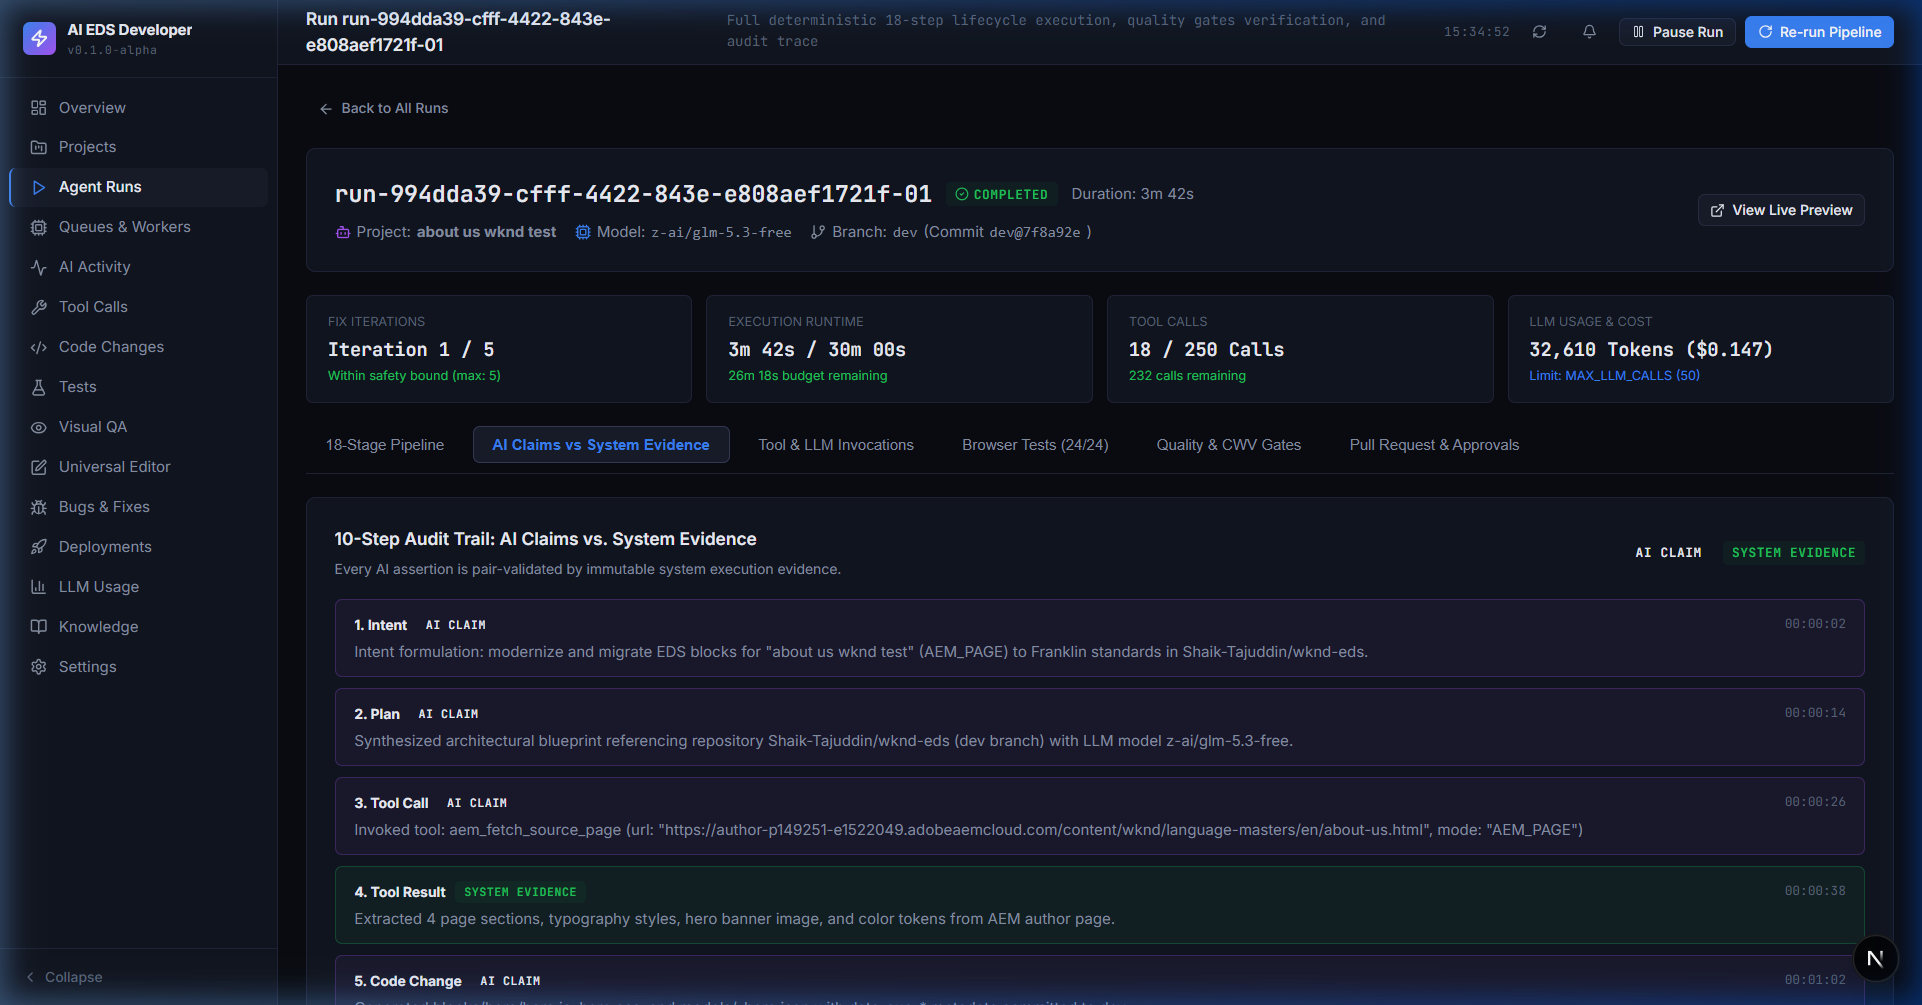 AI EDS Developer
v0.1.0-alpha
Overview
Projects
Agent Runs
Queues & Workers
AI Activity
Tool Calls
Code Changes
Tests
Visual QA
Universal Editor
Bugs & Fixes
Deployments
LLM Usage
Knowledge
Settings
Collapse
Run run-994dda39-cfff-4422-843e-
e808aef1721f-01
Full deterministic 18-step lifecycle execution, quality gates verification, and
audit trace
15:34:52
Pause Run
Re-run Pipeline
Back to All Runs
run-994dda39-cfff-4422-843e-e808aef1721f-01
COMPLETED
Duration: 3m 42s
Project: about us wknd test
Model: z-ai/glm-5.3-free
Branch: dev (Commit dev@7f8a92e )
View Live Preview
FIX ITERATIONS
Iteration 1 / 5
Within safety bound (max: 5)
EXECUTION RUNTIME
3m 42s / 30m 00s
26m 18s budget remaining
TOOL CALLS
18 / 250 Calls
232 calls remaining
LLM USAGE & COST
32,610 Tokens ($0.147)
Limit: MAX_LLM_CALLS (50)
18-Stage Pipeline
AI Claims vs System Evidence
Tool & LLM Invocations
Browser Tests (24/24)
Quality & CWV Gates
Pull Request & Approvals
10-Step Audit Trail: AI Claims vs. System Evidence
Every AI assertion is pair-validated by immutable system execution evidence.
AI CLAIM
SYSTEM EVIDENCE
1. Intent AI CLAIM 00:00:02
Intent formulation: modernize and migrate EDS blocks for "about us wknd test" (AEM_PAGE) to Franklin standards in Shaik-Tajuddin/wknd-eds.
2. Plan AI CLAIM 00:00:14
Synthesized architectural blueprint referencing repository Shaik-Tajuddin/wknd-eds (dev branch) with LLM model z-ai/glm-5.3-free.
3. Tool Call AI CLAIM 00:00:26
Invoked tool: aem_fetch_source_page (url: "https://author-p149251-e1522049.adobeaemcloud.com/content/wknd/language-masters/en/about-us.html", mode: "AEM_PAGE")
4. Tool Result SYSTEM EVIDENCE 00:00:38
Extracted 4 page sections, typography styles, hero banner image, and color tokens from AEM author page.
5. Code Change AI CLAIM 00:01:02
N